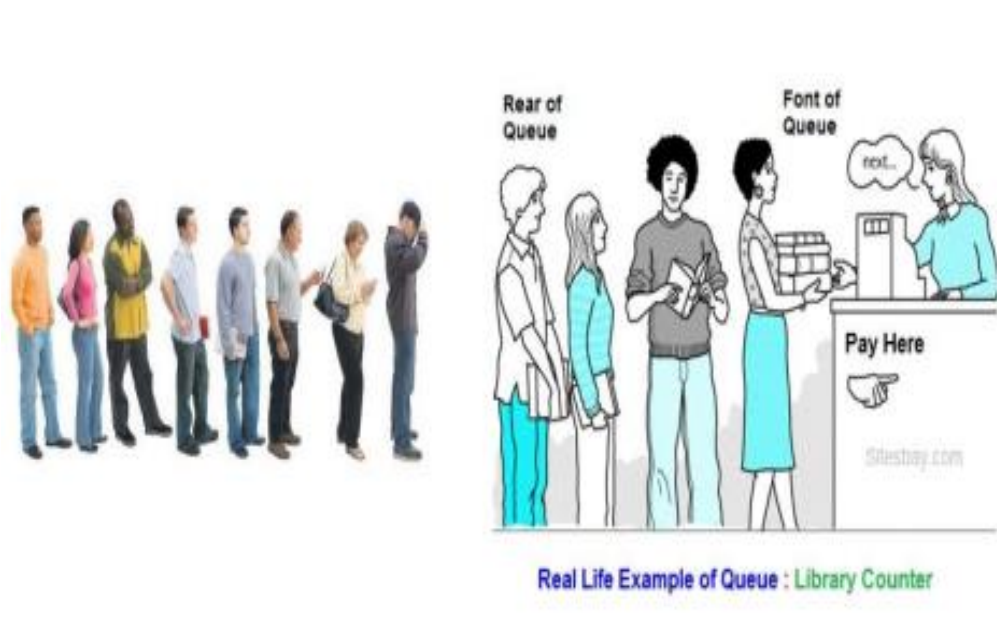 Rear of
Queue
Font of
Queue
next...
Pay Here
Sitesbay.com
Real Life Example of Queue : Library Counter